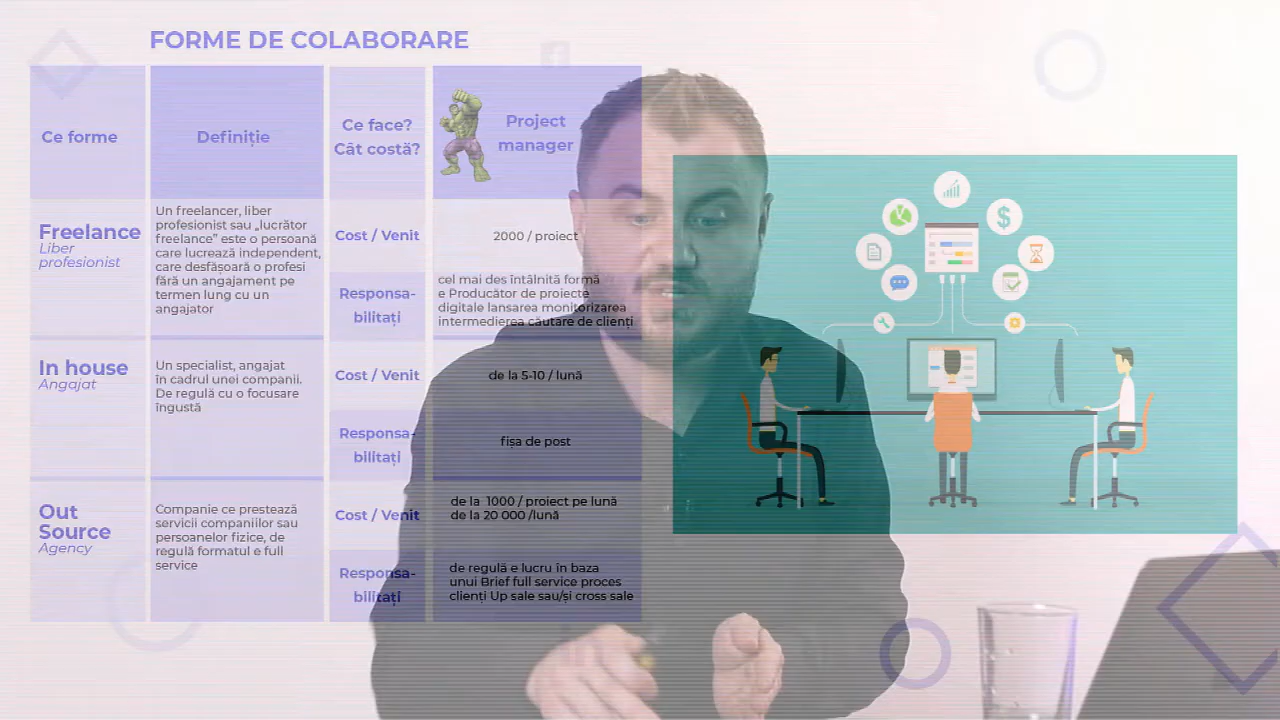 FORME DE COLABORARE
Ce forme
Definiție
Ce face?
Cât costă?
Project
manager
Freelance
Liber
profesionist
Un freelancer, liber
profesionist sau „lucrător
freelance” este o persoană
care lucrează independent,
care desfășoară o profesi
fără un angajament pe
termen lung cu un
angajator
Cost / Venit
2000 / proiect
Responsa-
bilitați
cel mai des întâlnită formă
e Producător de proiecte
digitale lansarea monitorizarea
intermedierea căutare de clienți
In house
Angajat
Un specialist, angajat
în cadrul unei companii.
De regulă cu o focusare
îngustă
Cost / Venit
de la 5-10 / lună
Responsa-
bilitați
fișa de post
Out
Source
Agency
Companie ce prestează
servicii companiilor sau
persoanelor fizice, de
regulă formatul e full
service
Cost / Venit
de la 1000 / proiect pe lună
de la 20 000 /lună
Responsa-
bilitați
de regulă e lucru în baza
unui Brief full service proces
clienți Up sale sau/și cross sale